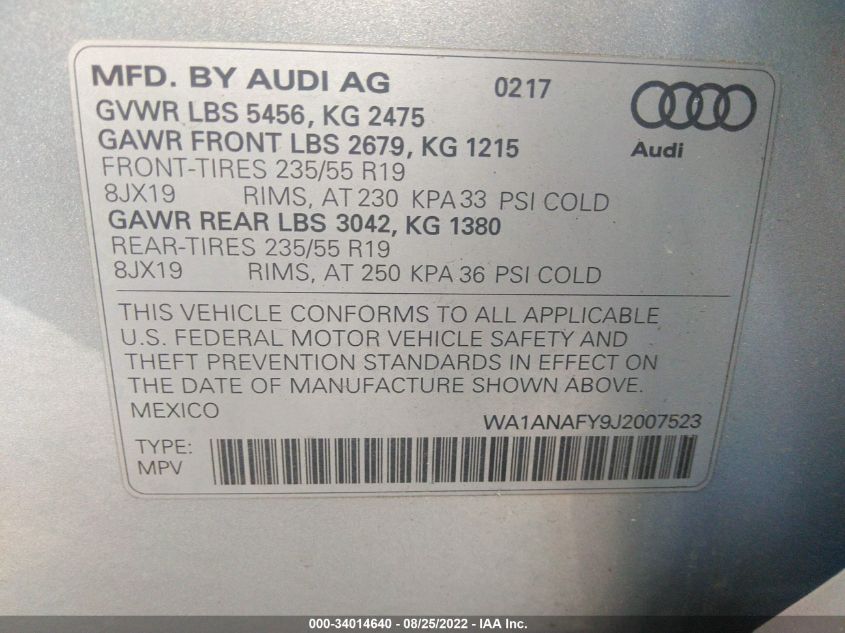 MFD. BY AUDI AG 0217
GVWR LBS 5456, KG 2475
GAWR FRONT LBS 2679, KG 1215
Audi
FRONT-TIRES 235/55 R19
8JX19 RIMS, AT 230 KPA 33 PSI COLD
GAWR REAR LBS 3042, KG 1380
REAR-TIRES 235/55 R19
8JX19 RIMS, AT 250 KPA 36 PSI COLD
THIS VEHICLE CONFORMS TO ALL APPLICABLE
U.S. FEDERAL MOTOR VEHICLE SAFETY AND
THEFT PREVENTION STANDARDS IN EFFECT ON
THE DATE OF MANUFACTURE SHOWN ABOVE.
MEXICO WA1ANAFY9J2007523
TYPE:
MPV
000-34014640 - 08/25/2022 - IAA Inc.